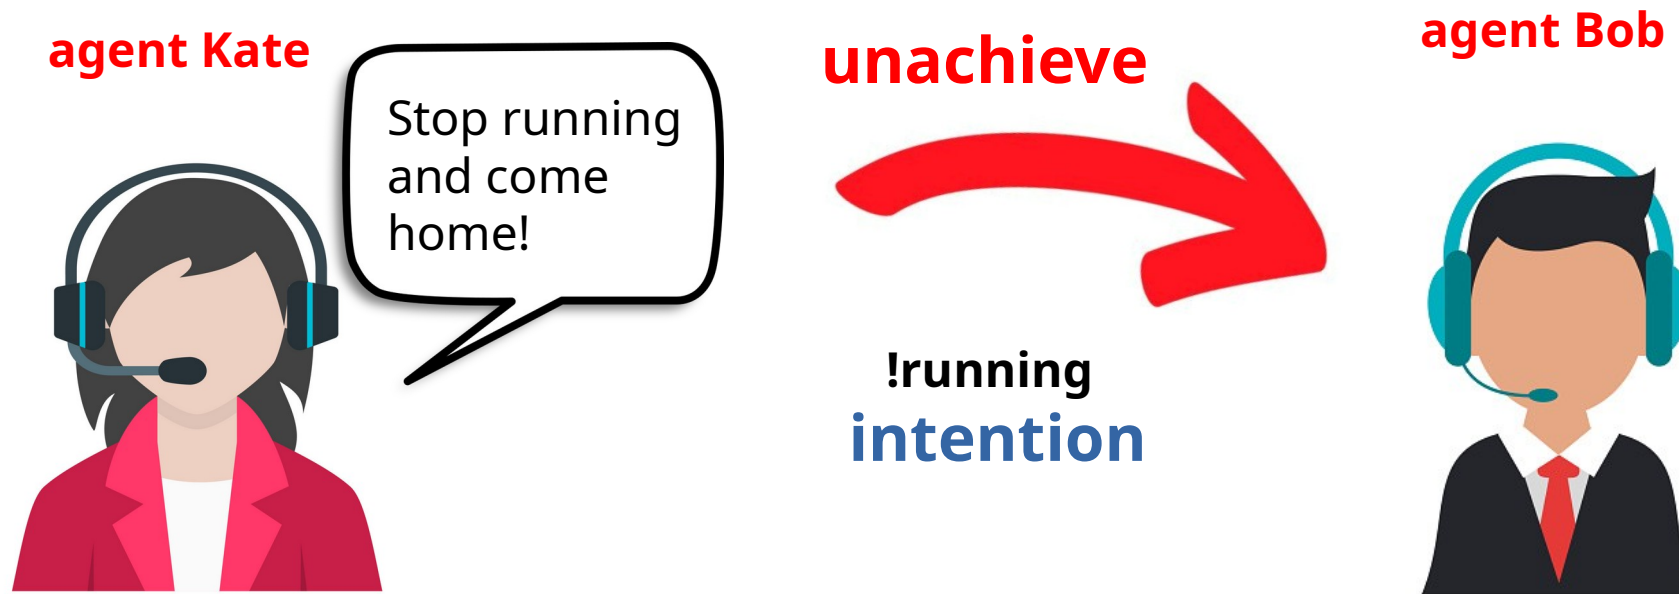 agent Kate
Stop running
and come
home!
unachieve
!running
intention
agent Bob